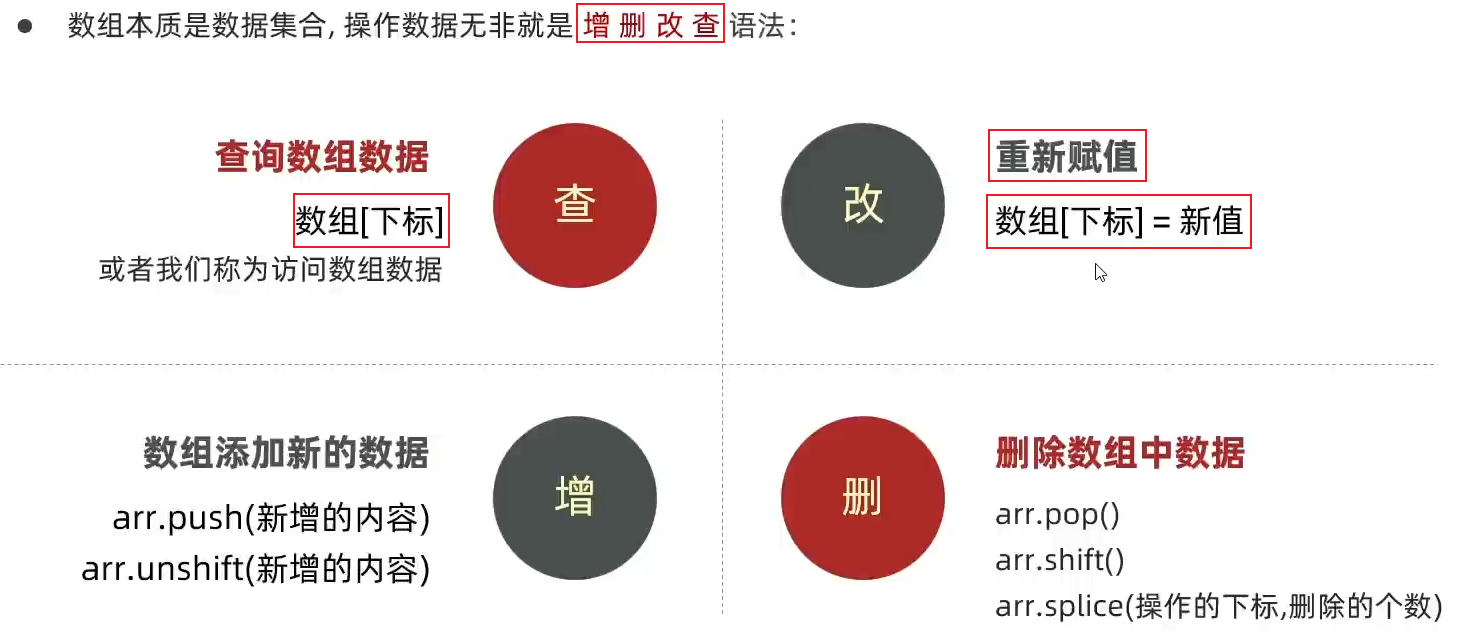 数组本质是数据集合, 操作数据无非就是 增 删 改 查 语法：
查询数组数据
数组[下标]
或者我们称为访问数组数据
查
改
重新赋值
数组[下标] = 新值
数组添加新的数据
arr.push(新增的内容)
arr.unshift(新增的内容)
增
删
删除数组中数据
arr.pop()
arr.shift()
arr.splice(操作的下标,删除的个数)